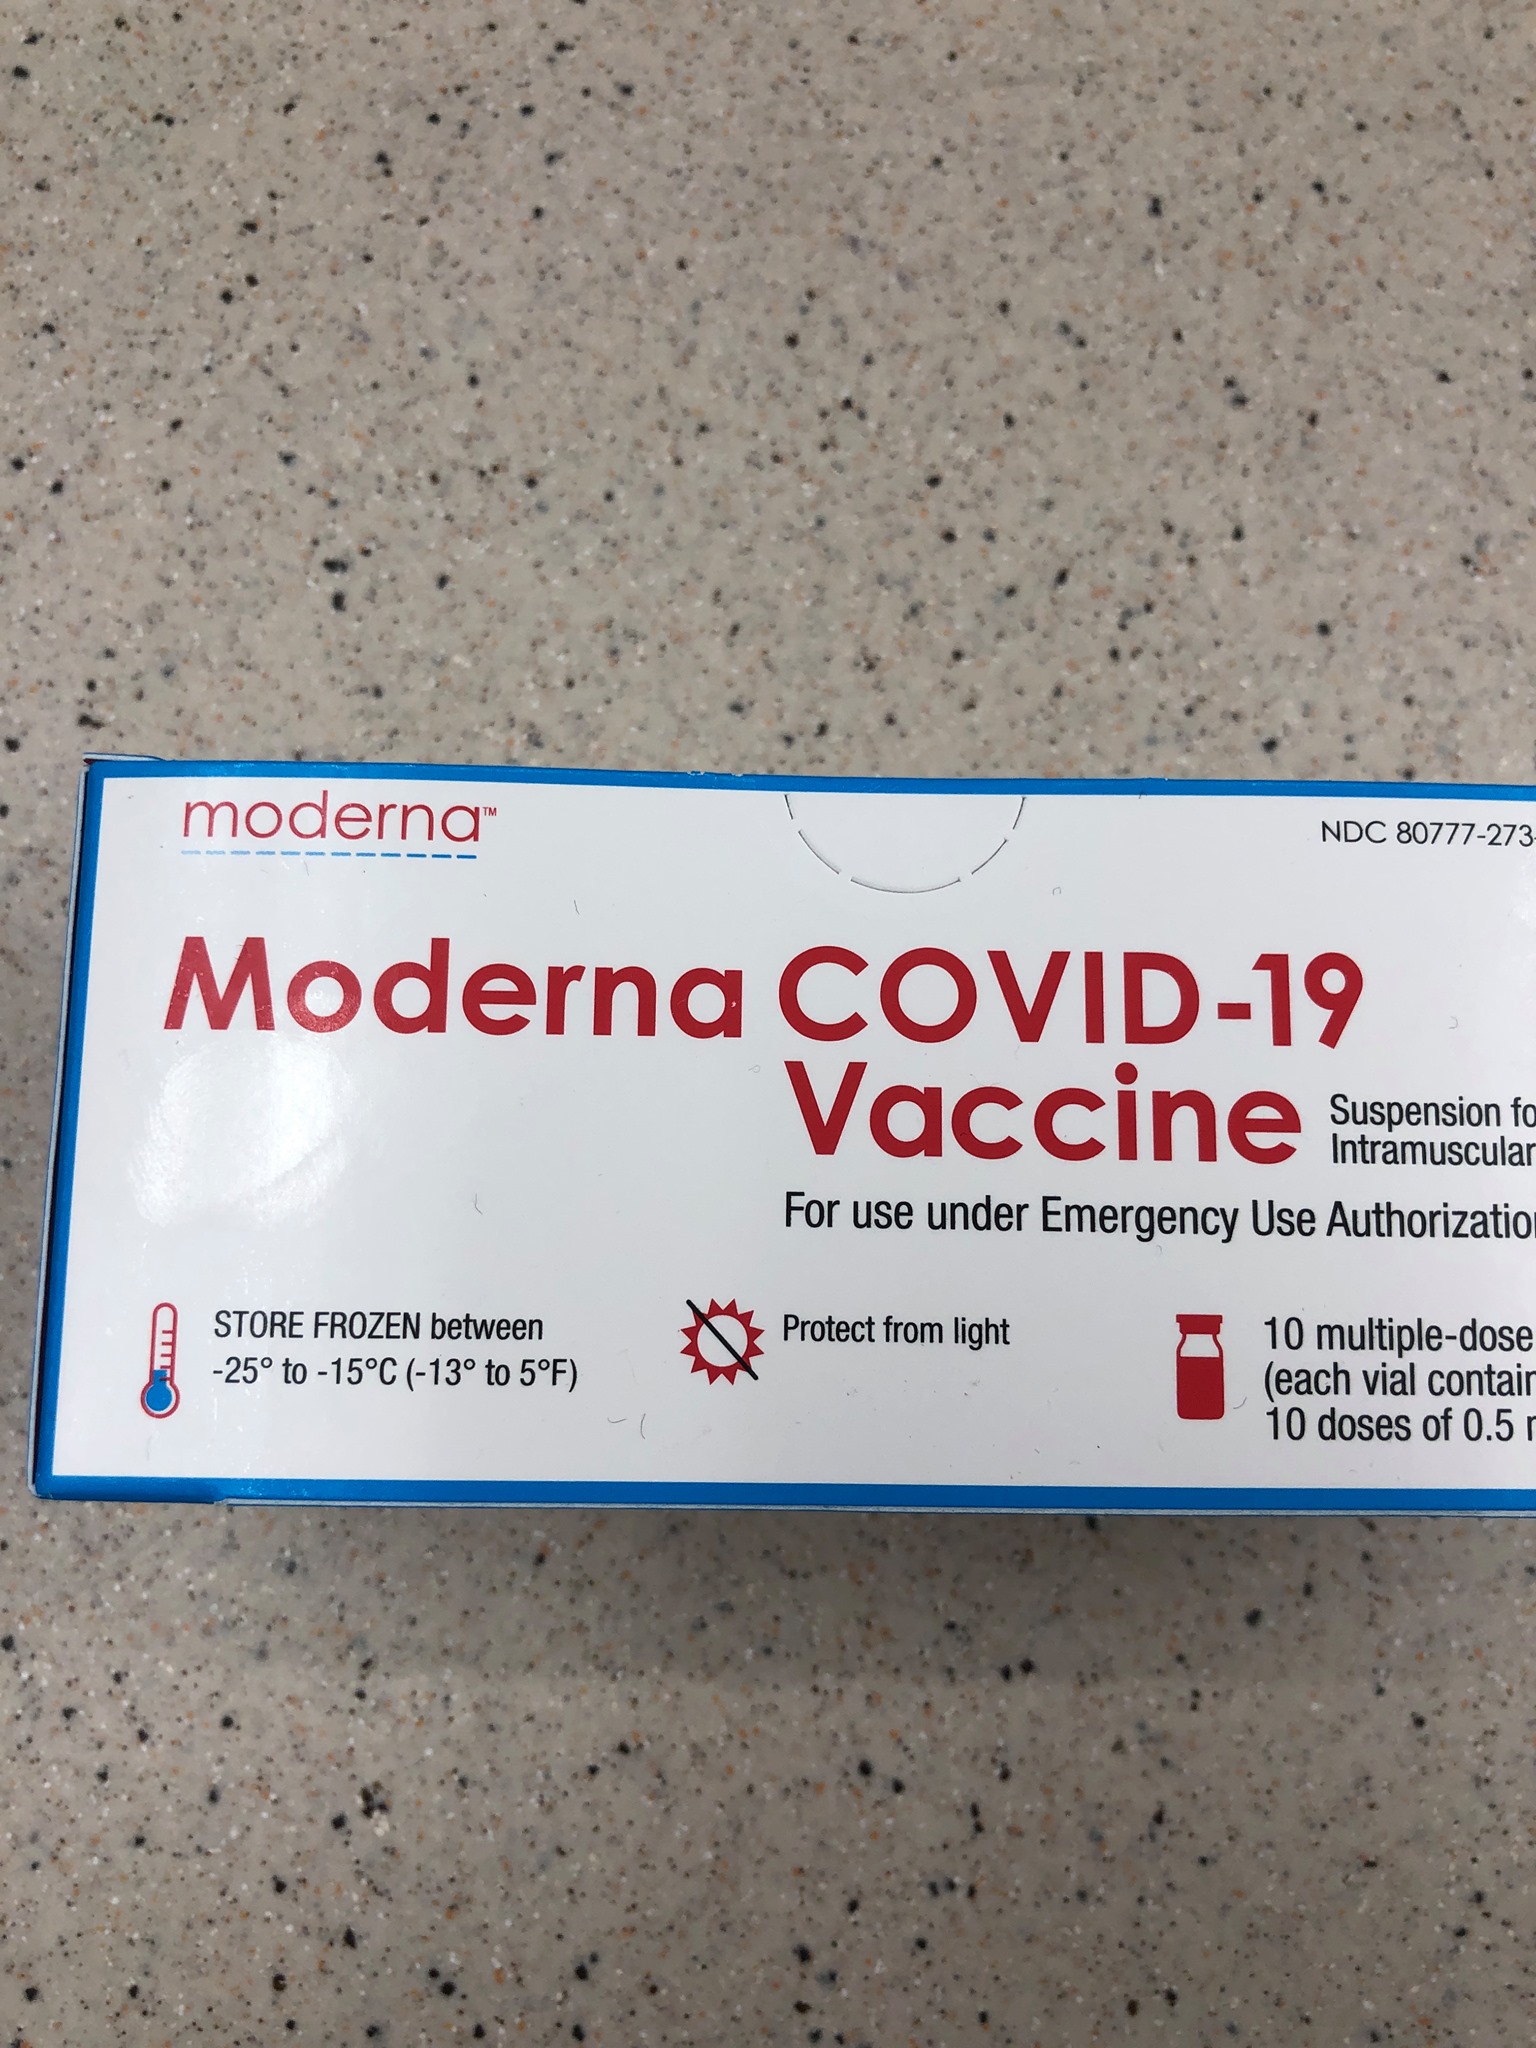 moderna™
NDC 80777-273-
Moderna COVID-19
Vaccine
Suspension fo
Intramuscular
For use under Emergency Use Authorizatio
STORE FROZEN between
-25° to -15°C (-13° to 5°F)
Protect from light
10 multiple-dose
(each vial contain
10 doses of 0.5